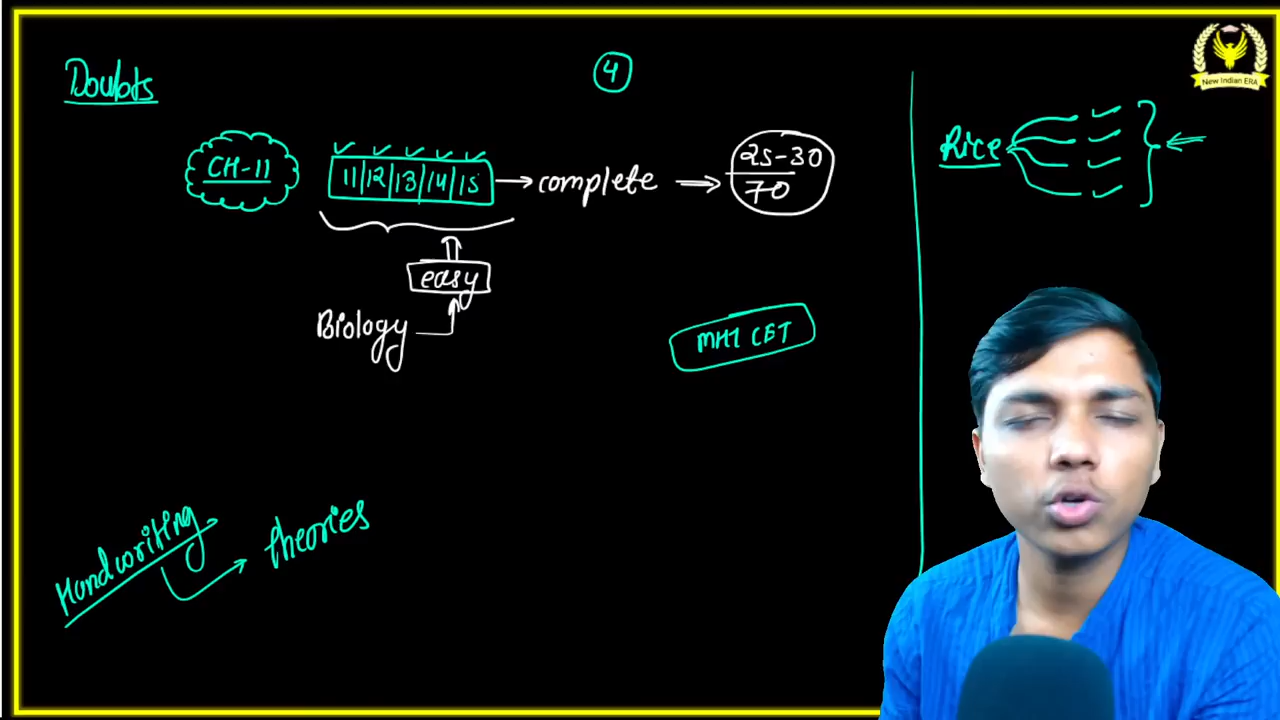 Doubts
4
New Indian ERA
CH-11
11 12 13 14 15
complete
25-30
70
Rice
easy
Biology
MHT CET
Handwriting
theories